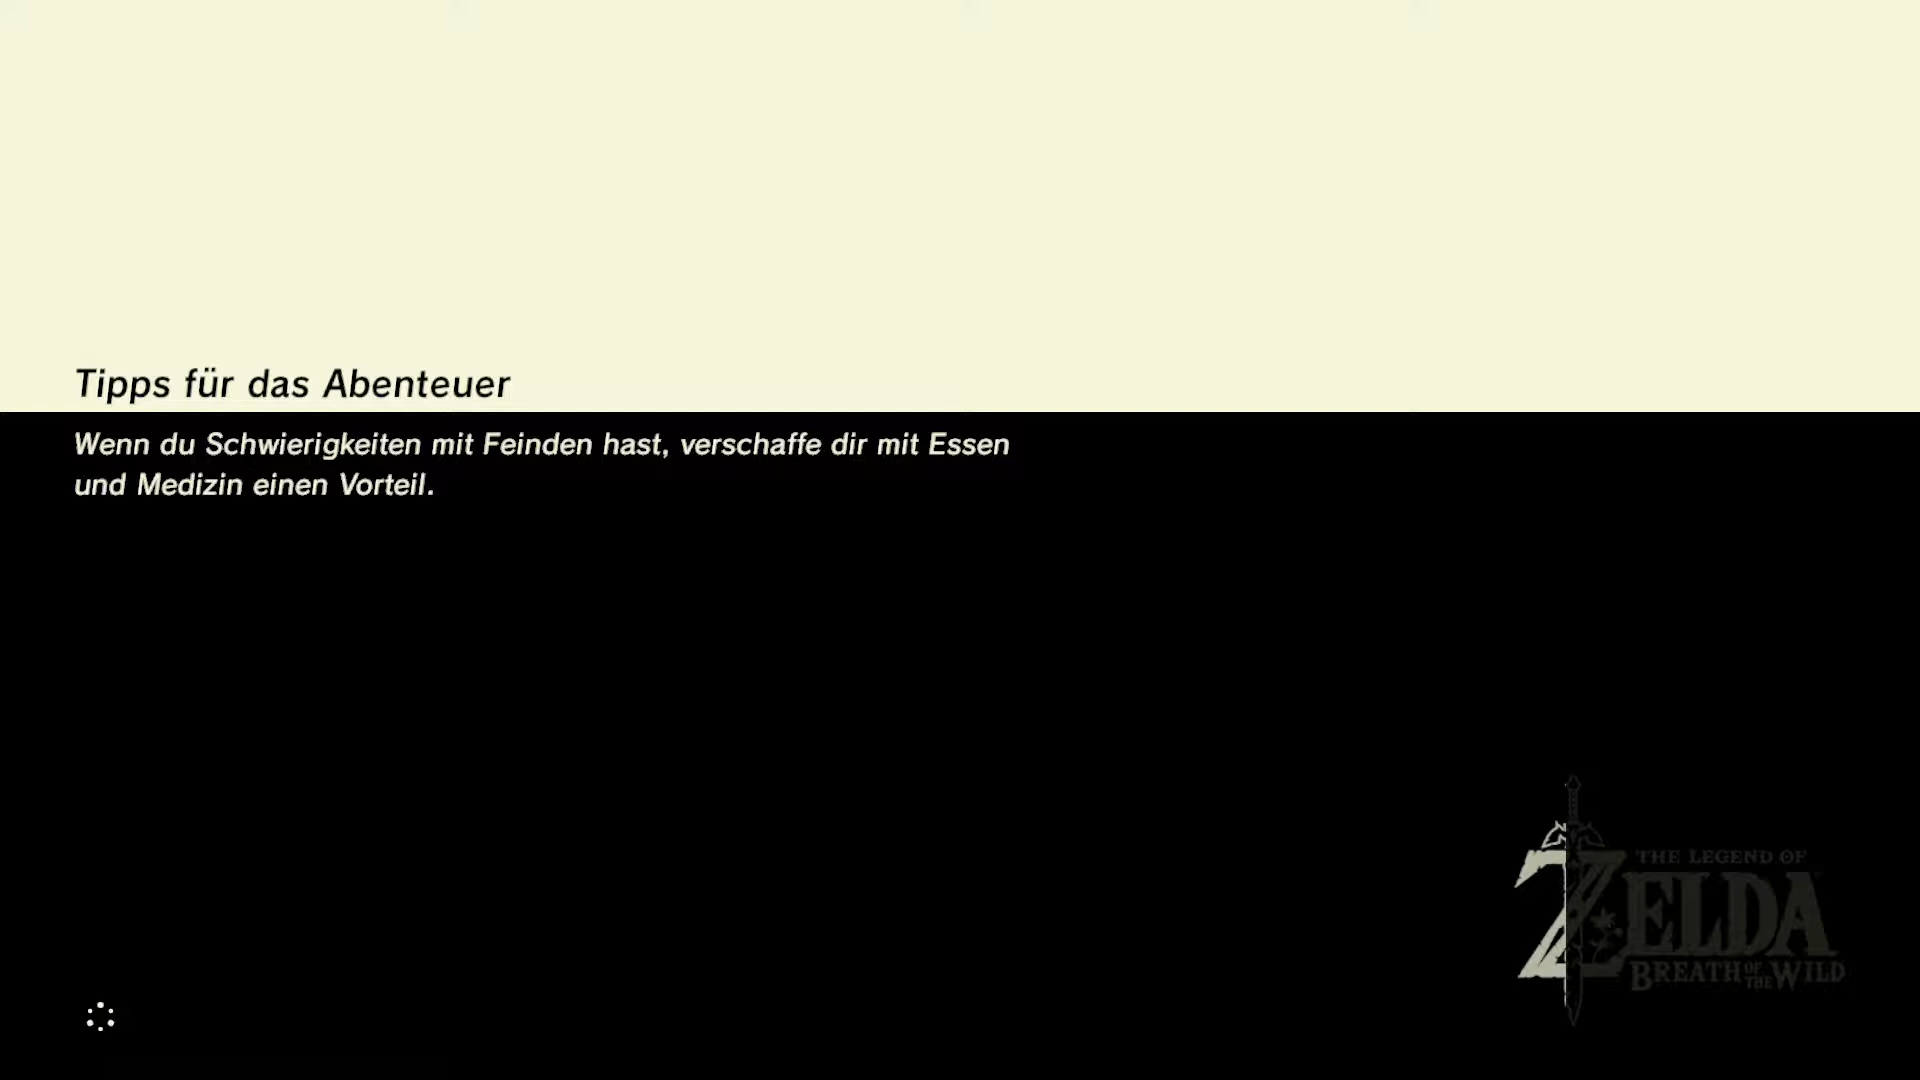 Tipps für das Abenteuer
Wenn du Schwierigkeiten mit Feinden hast, verschaffe dir mit Essen
und Medizin einen Vorteil.
THE LEGEND OF
ZELDA
BREATH OF THE WILD